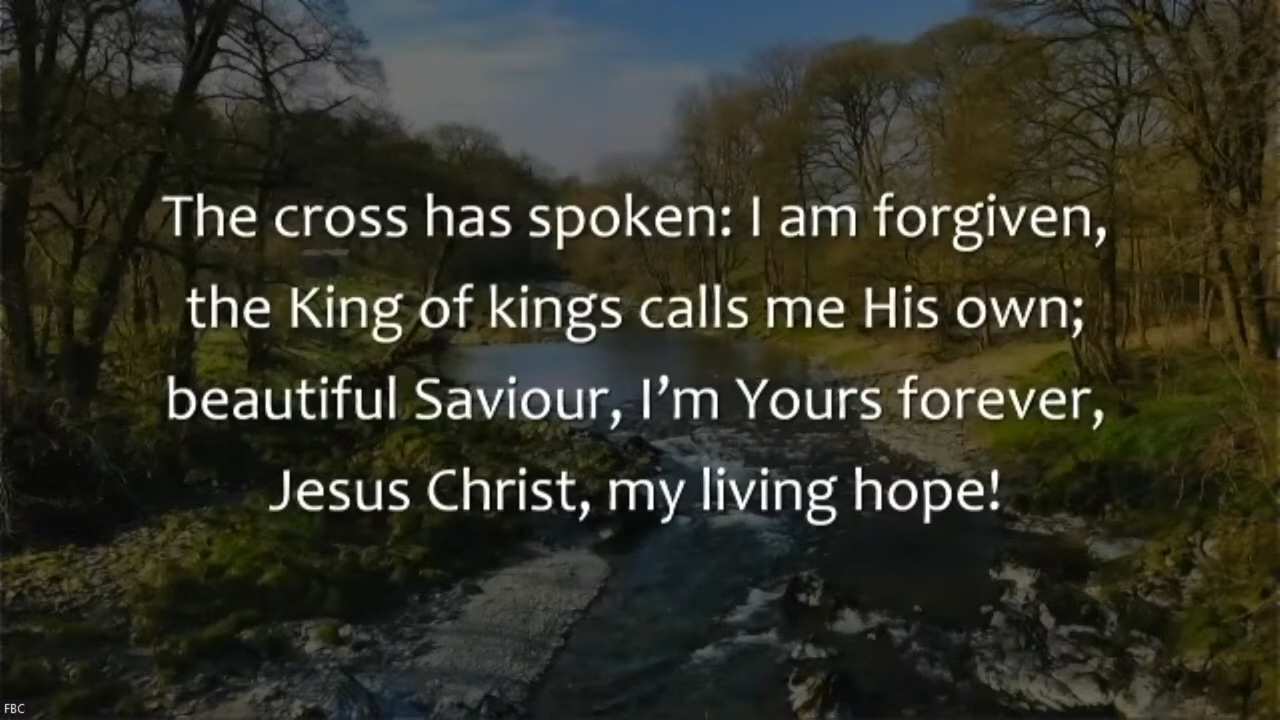 The cross has spoken: I am forgiven,
the King of kings calls me His own;
beautiful Saviour, I’m Yours forever,
Jesus Christ, my living hope!
FBC